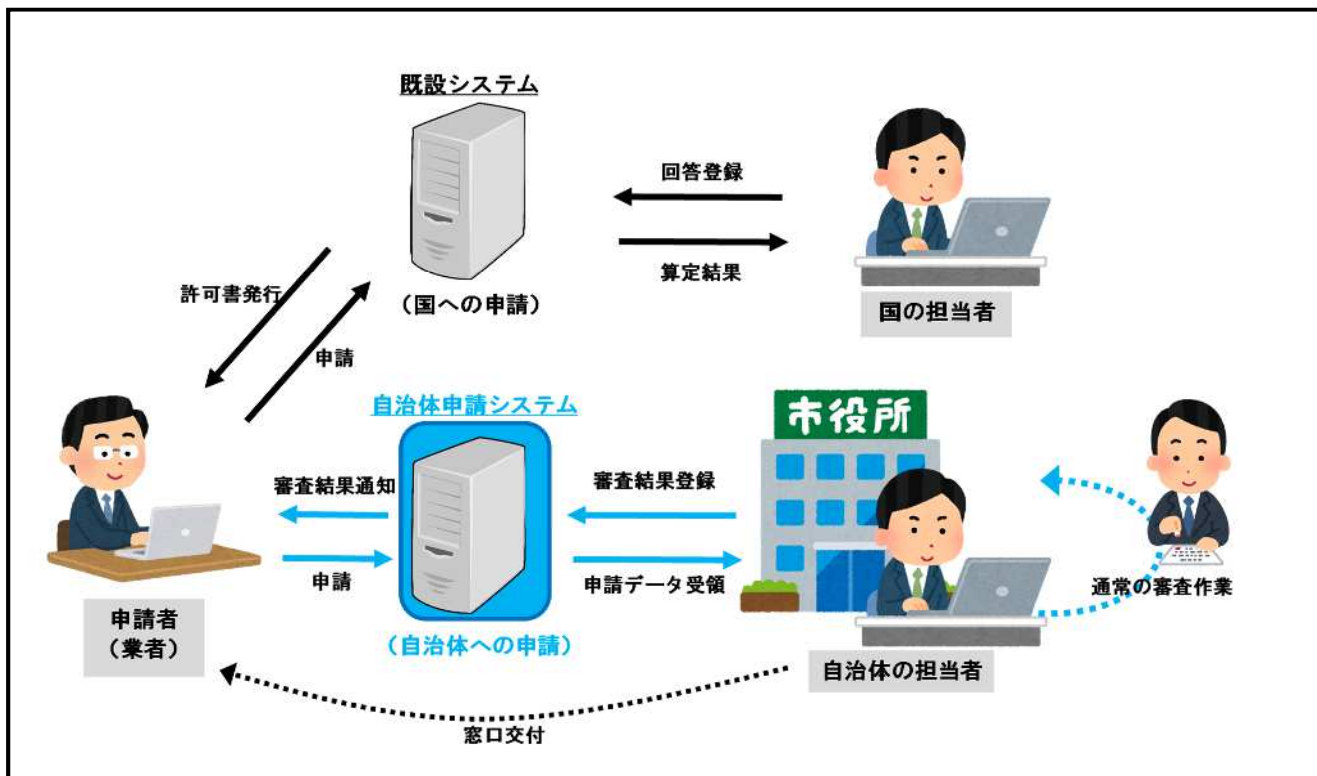 既設システム
回答登録
算定結果
(国への申請)
国の担当者
許可書発行
申請
自治体申請システム
市役所
審査結果通知
審査結果登録
申請
申請データ受領
通常の審査作業
申請者
(業者)
(自治体への申請)
自治体の担当者
窓口交付